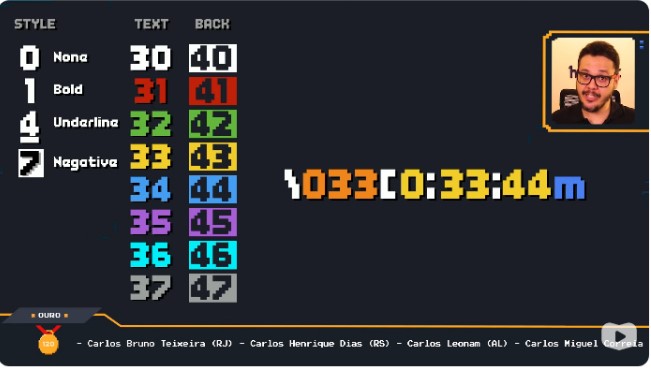 STYLE TEXT BACK
0 None 30 40
1 Bold 31 41
4 Underline 32 42
7 Negative 33 43
34 44
35 45
36 46
37 47
\033[0:33:44m
OURO
120
- Carlos Bruno Teixeira (RJ) - Carlos Henrique Dias (RS) - Carlos Leonam (AL) - Carlos Miguel Correia